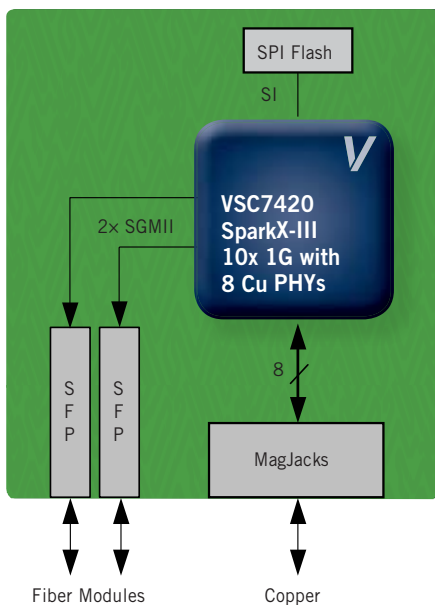 SPI Flash
SI
V
VSC7420
SparkX-III
10x 1G with
8 Cu PHYs
2× SGMII
8
S
F
P
S
F
P
MagJacks
Fiber Modules
Copper